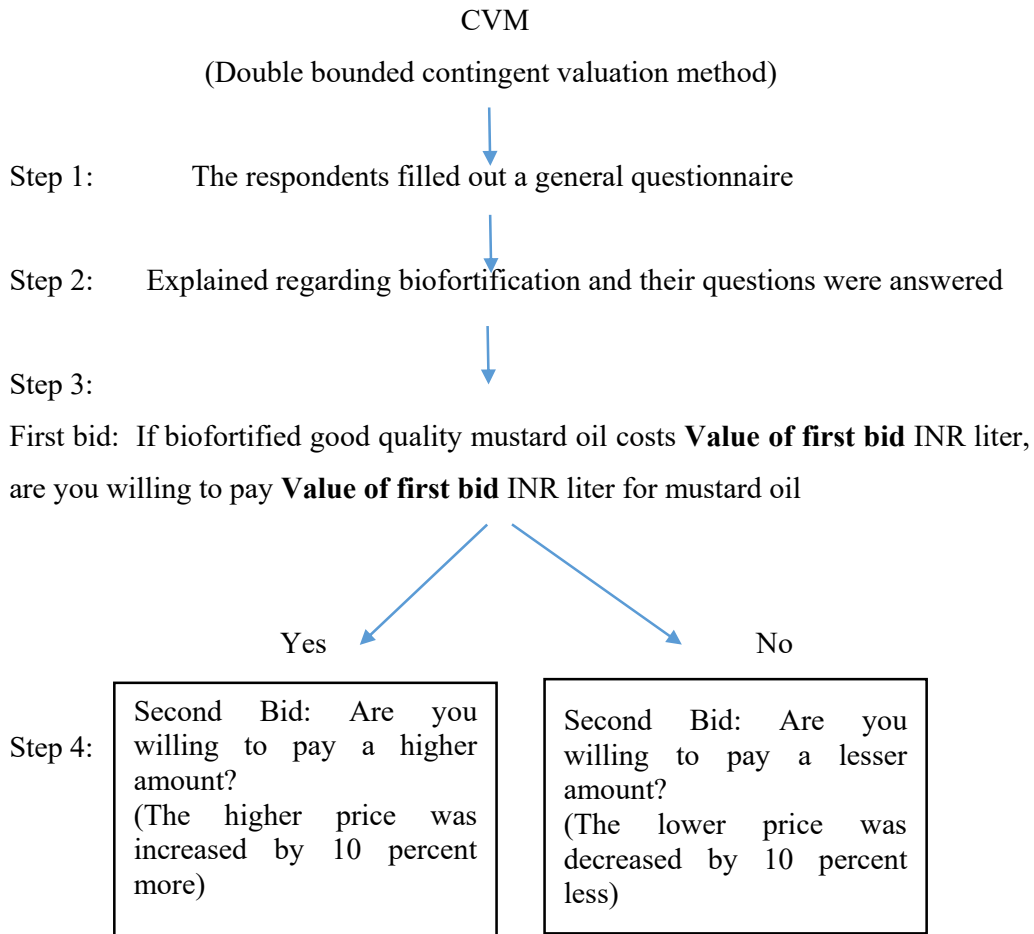 CVM
(Double bounded contingent valuation method)
Step 1: The respondents filled out a general questionnaire
Step 2: Explained regarding biofortification and their questions were answered
Step 3:
First bid: If biofortified good quality mustard oil costs Value of first bid INR liter,
are you willing to pay Value of first bid INR liter for mustard oil
Yes
No
Step 4:
Second Bid: Are you
willing to pay a higher
amount?
(The higher price was
increased by 10 percent
more)
Second Bid: Are you
willing to pay a lesser
amount?
(The lower price was
decreased by 10 percent
less)